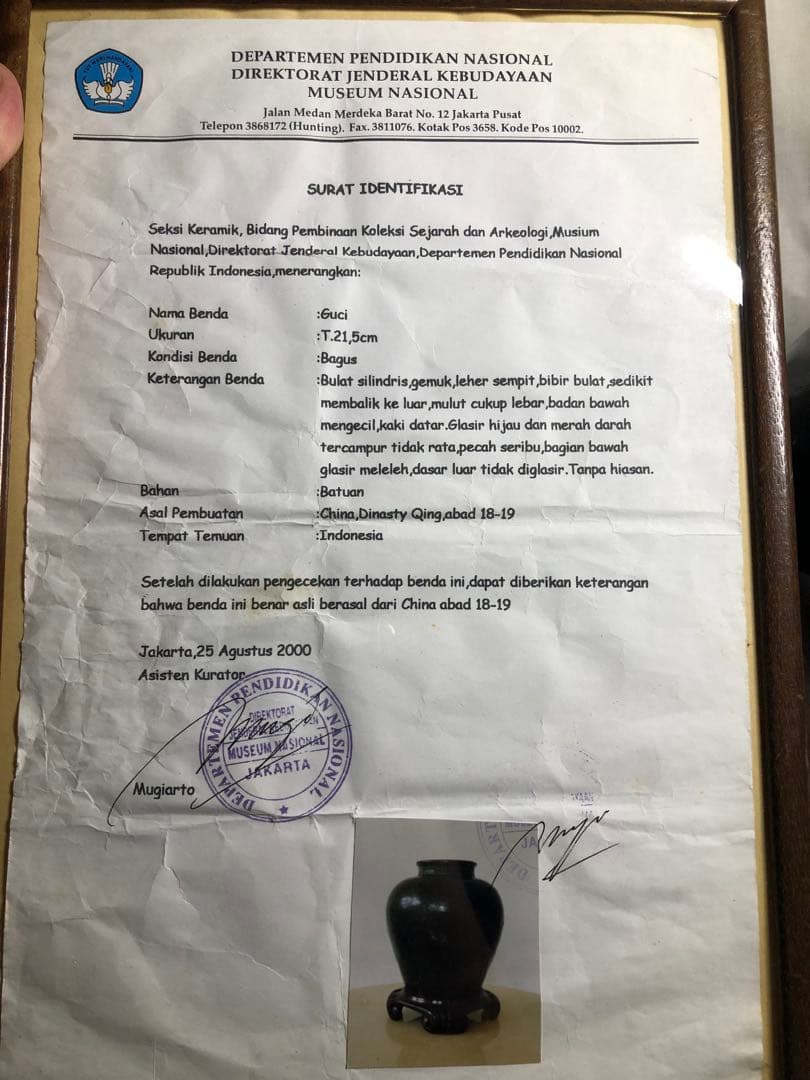 DEPARTEMEN PENDIDIKAN NASIONAL
DIREKTORAT JENDERAL KEBUDAYAAN
MUSEUM NASIONAL
Jalan Medan Merdeka Barat No. 12 Jakarta Pusat
Telepon 3868172 (Hunting). Fax. 3811076. Kotak Pos 3658. Kode Pos 10002.
SURAT IDENTIFIKASI
Seksi Keramik, Bidang Pembinaan Koleksi Sejarah dan Arkeologi,Musium
Nasional,Direktorat Jenderal Kebudayaan,Departemen Pendidikan Nasional
Republik Indonesia,menerangkan:
Nama Benda :Guci
Ukuran :T.21,5cm
Kondisi Benda :Bagus
Keterangan Benda :Bulat silindris,gemuk,leher sempit,bibir bulat,sedikit
membalik ke luar,mulut cukup lebar,badan bawah
mengecil,kaki datar.Glasir hijau dan merah darah
tercampur tidak rata,pecah seribu,bagian bawah
glasir meleleh,dasar luar tidak diglasir.Tanpa hiasan.
Bahan :Batuan
Asal Pembuatan :China,Dinasty Qing,abad 18-19
Tempat Temuan :Indonesia
Setelah dilakukan pengecekan terhadap benda ini,dapat diberikan keterangan
bahwa benda ini benar asli berasal dari China abad 18-19
Jakarta,25 Agustus 2000
Asisten Kurator
DEPARTEMEN PENDIDIKAN NASIONAL
DIREKTORAT
MUSEUM NASIONAL
JAKARTA
Mugiarto